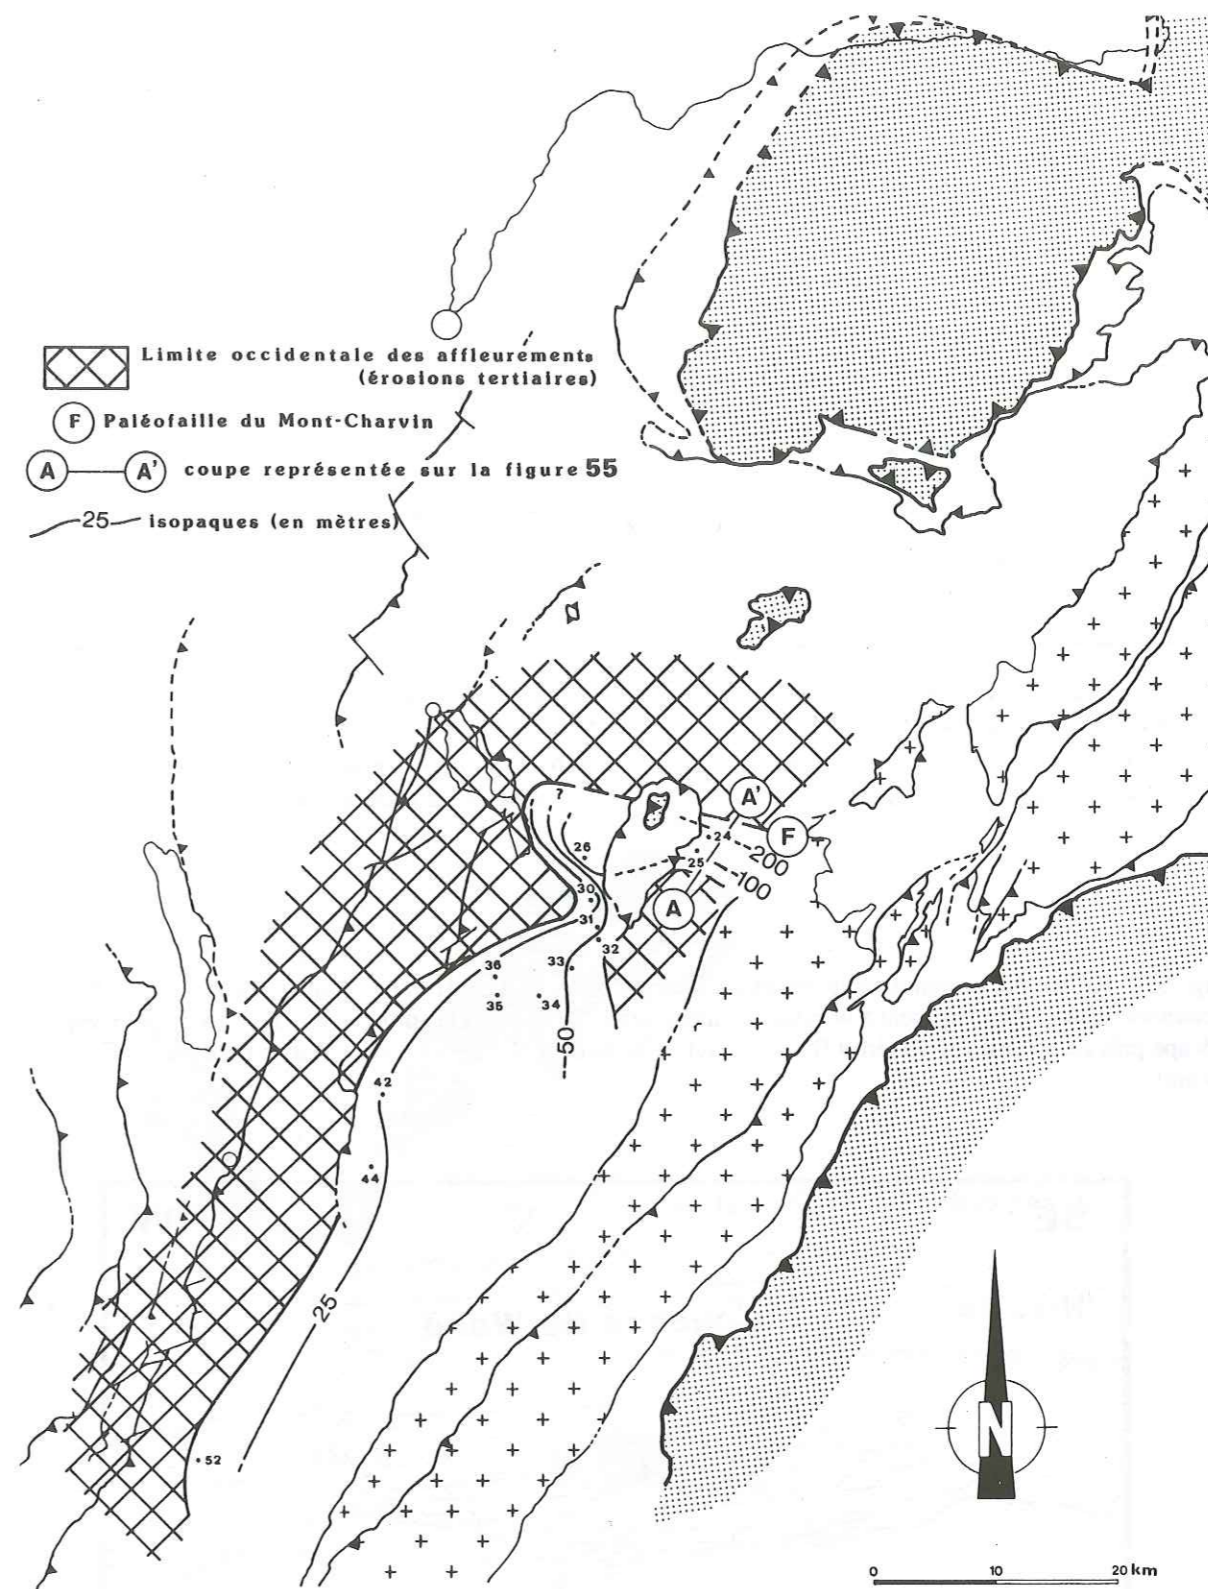 Limite occidentale des affleurements
(érosions tertiaires)
F Paléofaille du Mont-Charvin
A A' coupe représentée sur la figure 55
25 isopaques (en mètres)
?
A'
F
24
200
26
25
100
30
A
31
32
33
36
35
34
50
42
44
25
52
N
0 10 20 km